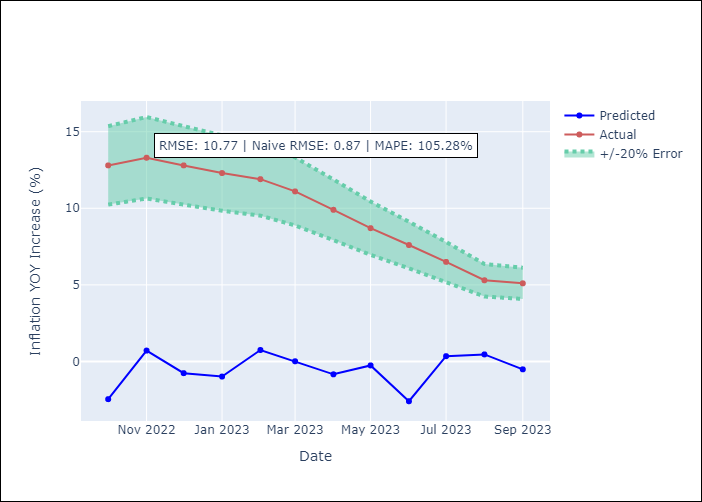 RMSE: 10.77 | Naive RMSE: 0.87 | MAPE: 105.28%
Predicted
Actual
+/-20% Error
15
10
5
0
Inflation YOY Increase (%)
Nov 2022
Jan 2023
Mar 2023
May 2023
Jul 2023
Sep 2023
Date